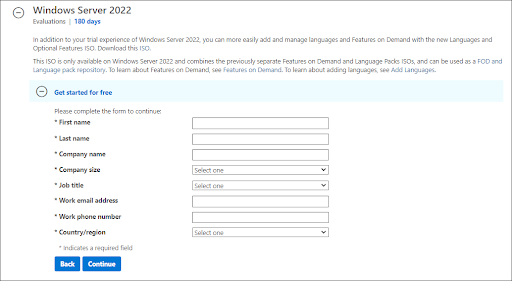 Windows Server 2022
Evaluations | 180 days
In addition to your trial experience of Windows Server 2022, you can more easily add and manage languages and Features on Demand with the new Languages and
Optional Features ISO. Download this ISO.
This ISO is only available on Windows Server 2022 and combines the previously separate Features on Demand and Language Packs ISOs, and can be used as a FOD and
Language pack repository. To learn about Features on Demand, see Features on Demand. To learn about adding languages, see Add Languages.
Get started for free
Please complete the form to continue:
* First name
* Last name
* Company name
* Company size Select one
* Job title Select one
* Work email address
* Work phone number
* Country/region Select one
* Indicates a required field
Back Continue